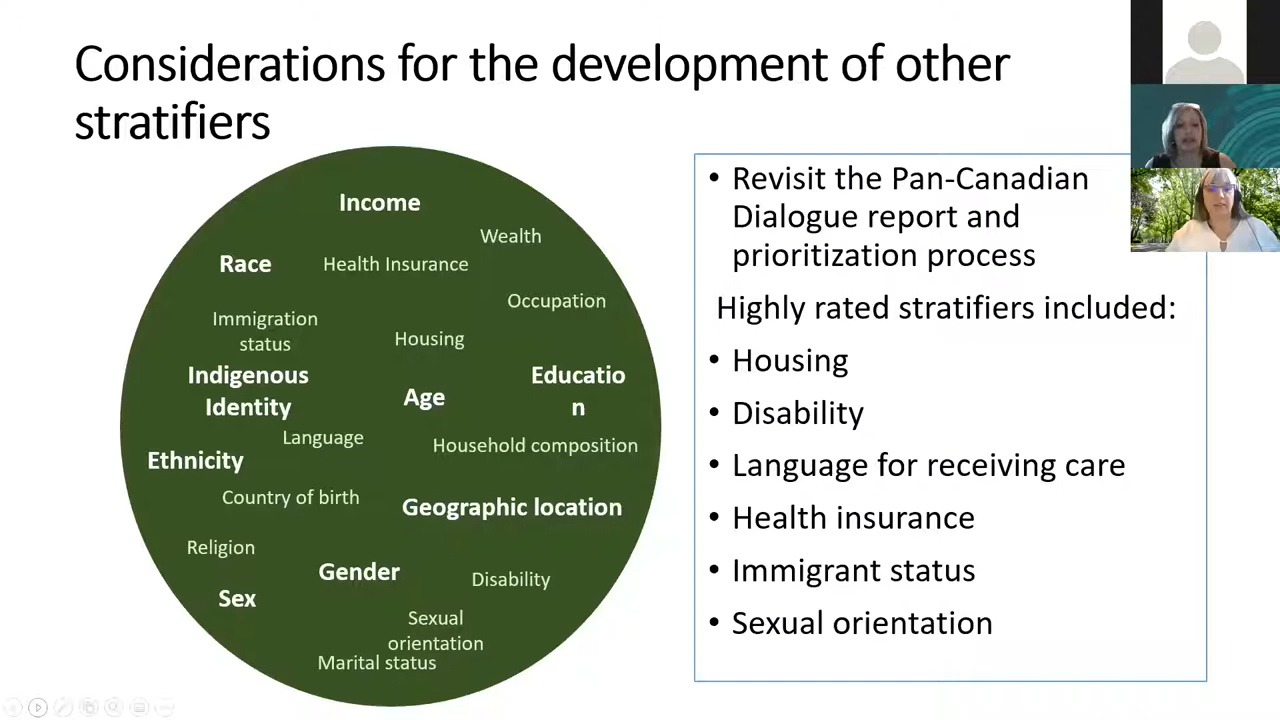 Considerations for the development of other
stratifiers
Income
Wealth
Race
Health Insurance
Occupation
Immigration
status
Housing
Indigenous
Identity
Age
Educatio
n
Language
Household composition
Ethnicity
Country of birth
Geographic location
Religion
Gender
Disability
Sex
Sexual
orientation
Marital status
• Revisit the Pan-Canadian
Dialogue report and
prioritization process
Highly rated stratifiers included:
• Housing
• Disability
• Language for receiving care
• Health insurance
• Immigrant status
• Sexual orientation